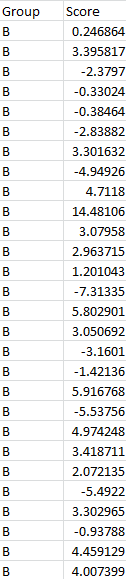 Group Score
B 0.246864
B 3.395817
B -2.3797
B -0.33024
B -0.38464
B -2.83882
B 3.301632
B -4.94926
B 4.7118
B 14.48106
B 3.07958
B 2.963715
B 1.201043
B -7.31335
B 5.802901
B 3.050692
B -3.1601
B -1.42136
B 5.916768
B -5.53756
B 4.974248
B 3.418711
B 2.072135
B -5.4922
B 3.302965
B -0.93788
B 4.459129
B 4.007399